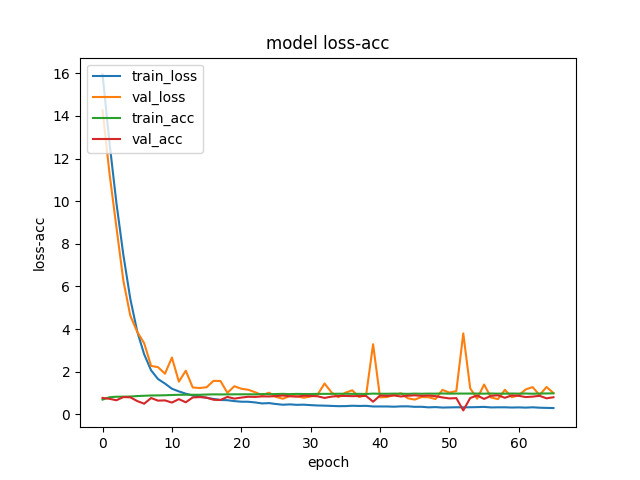 model loss-acc
train_loss
val_loss
train_acc
val_acc
loss-acc
16
14
12
10
8
6
4
2
0
0 10 20 30 40 50 60
epoch